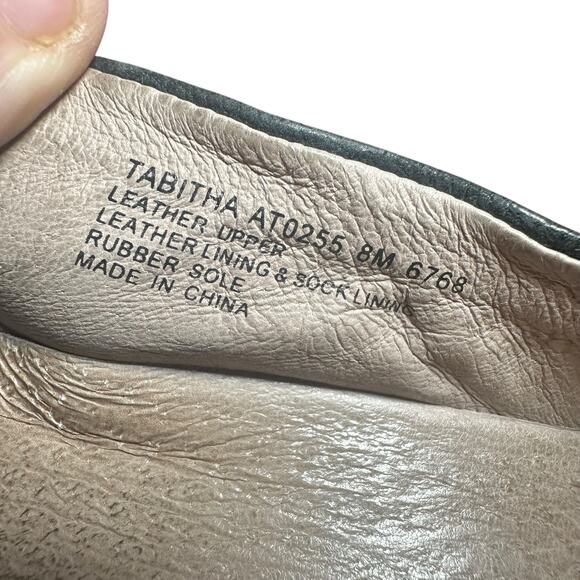 TABITHA AT0255 8M 6768
LEATHER UPPER
LEATHER LINING & SOCK LINING
RUBBER SOLE
MADE IN CHINA